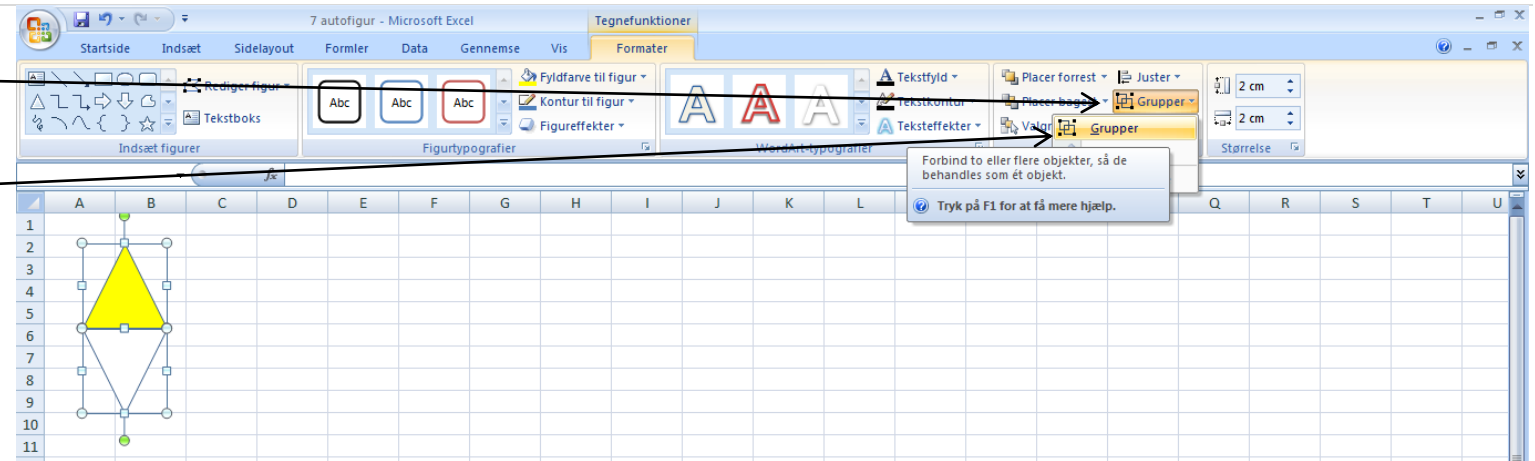 7 autofigur - Microsoft Excel
Tegnefunktioner
Startside Indsæt Sidelayout Formler Data Gennemse Vis Formater
Rediger figur
Tekstboks
Indsæt figurer
Abc Abc Abc
Fyldfarve til figur
Kontur til figur
Figureffekter
Figurtypografier
A A A
Tekstfyld
Tekstkontur
Teksteffekter
WordArt-typografier
Placer forrest
Placer bagest
Juster
Grupper
Grupper
2 cm
2 cm
Størrelse
Forbind to eller flere objekter, så de
behandles som ét objekt.
Tryk på F1 for at få mere hjælp.
fx
A B C D E F G H I J K L Q R S T U
1
2
3
4
5
6
7
8
9
10
11